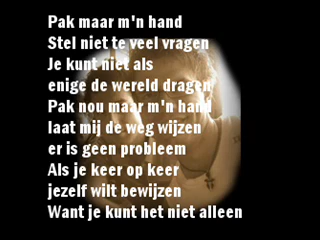 Pak maar m'n hand
Stel niet te veel vragen
Je kunt niet als
enige de wereld dragen
Pak nou maar m'n hand
laat mij de weg wijzen
er is geen probleem
Als je keer op keer
jezelf wilt bewijzen
Want je kunt het niet alleen